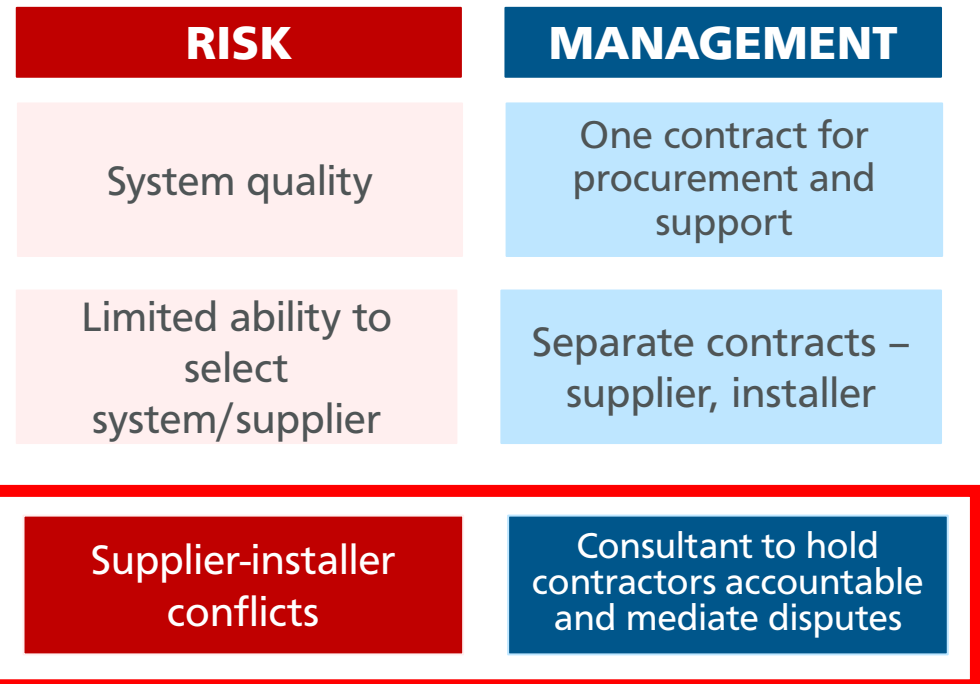 RISK
MANAGEMENT
System quality
One contract for
procurement and
support
Limited ability to
select
system/supplier
Separate contracts –
supplier, installer
Supplier-installer
conflicts
Consultant to hold
contractors accountable
and mediate disputes